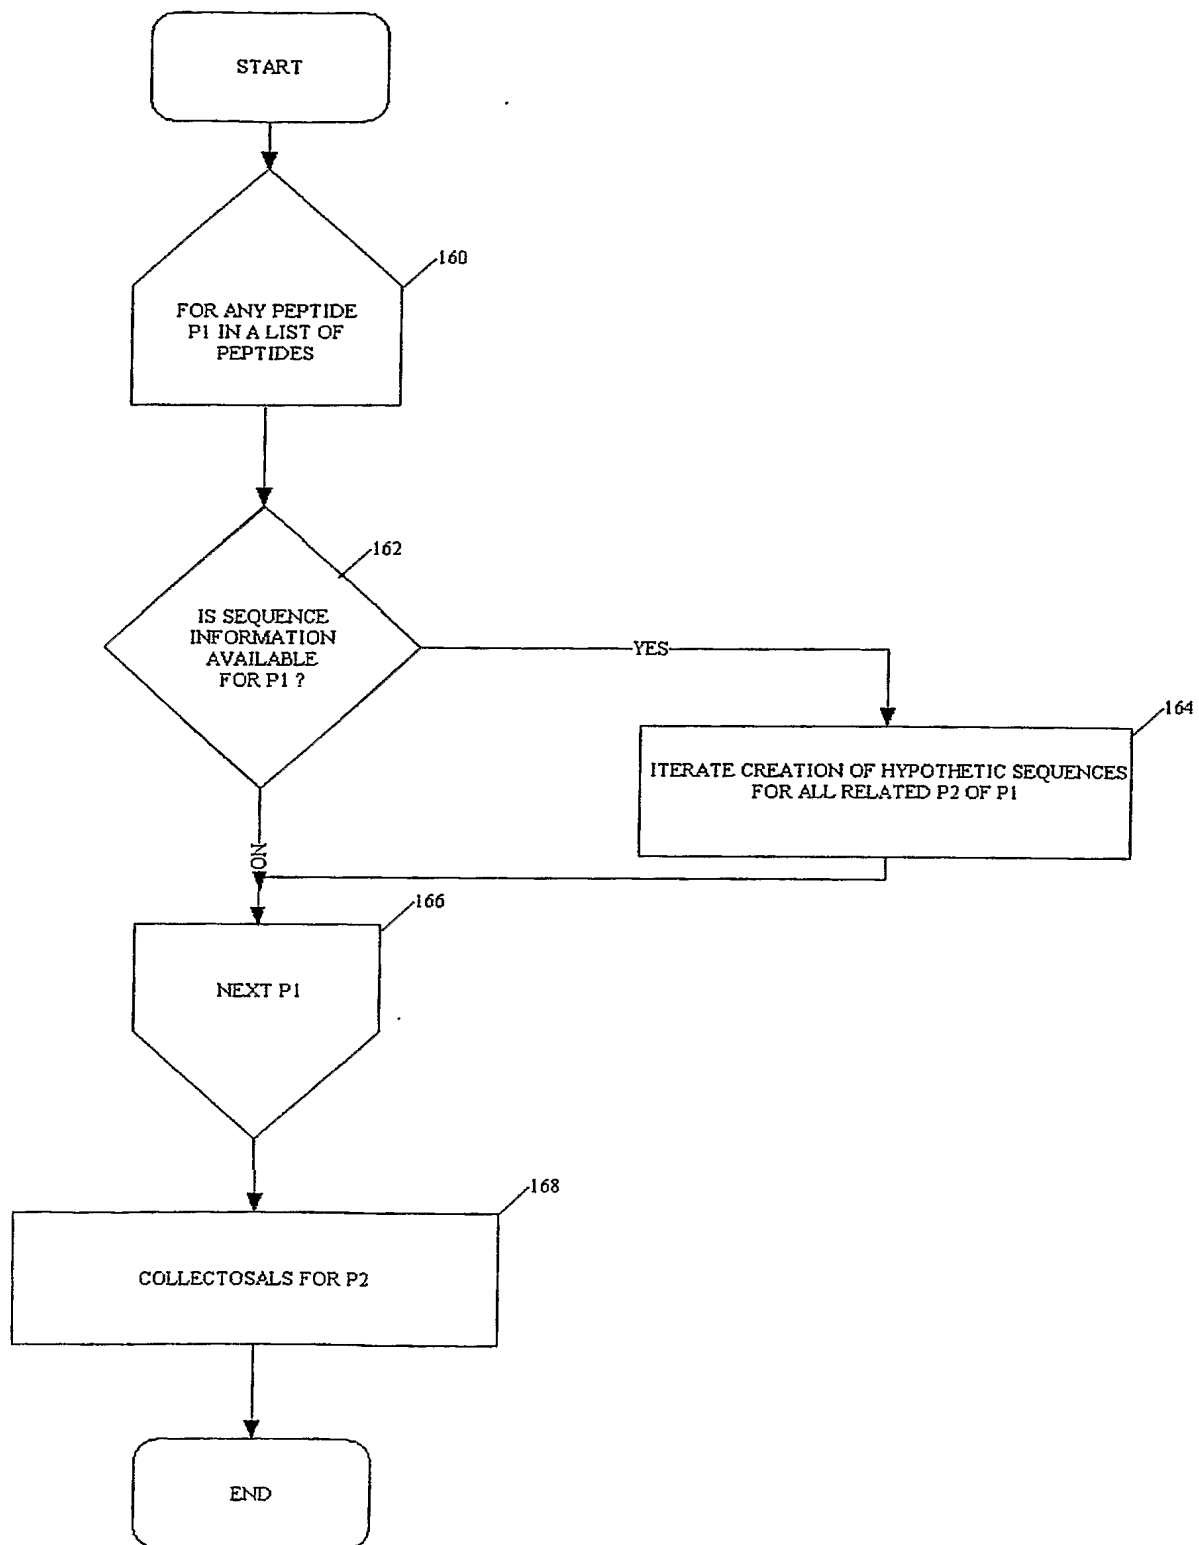 START
160
FOR ANY PEPTIDE
P1 IN A LIST OF
PEPTIDES
162
IS SEQUENCE
INFORMATION
AVAILABLE
FOR P1 ?
YES
164
ITERATE CREATION OF HYPOTHETIC SEQUENCES
FOR ALL RELATED P2 OF P1
NO
166
NEXT P1
168
COLLECTOSALS FOR P2
END